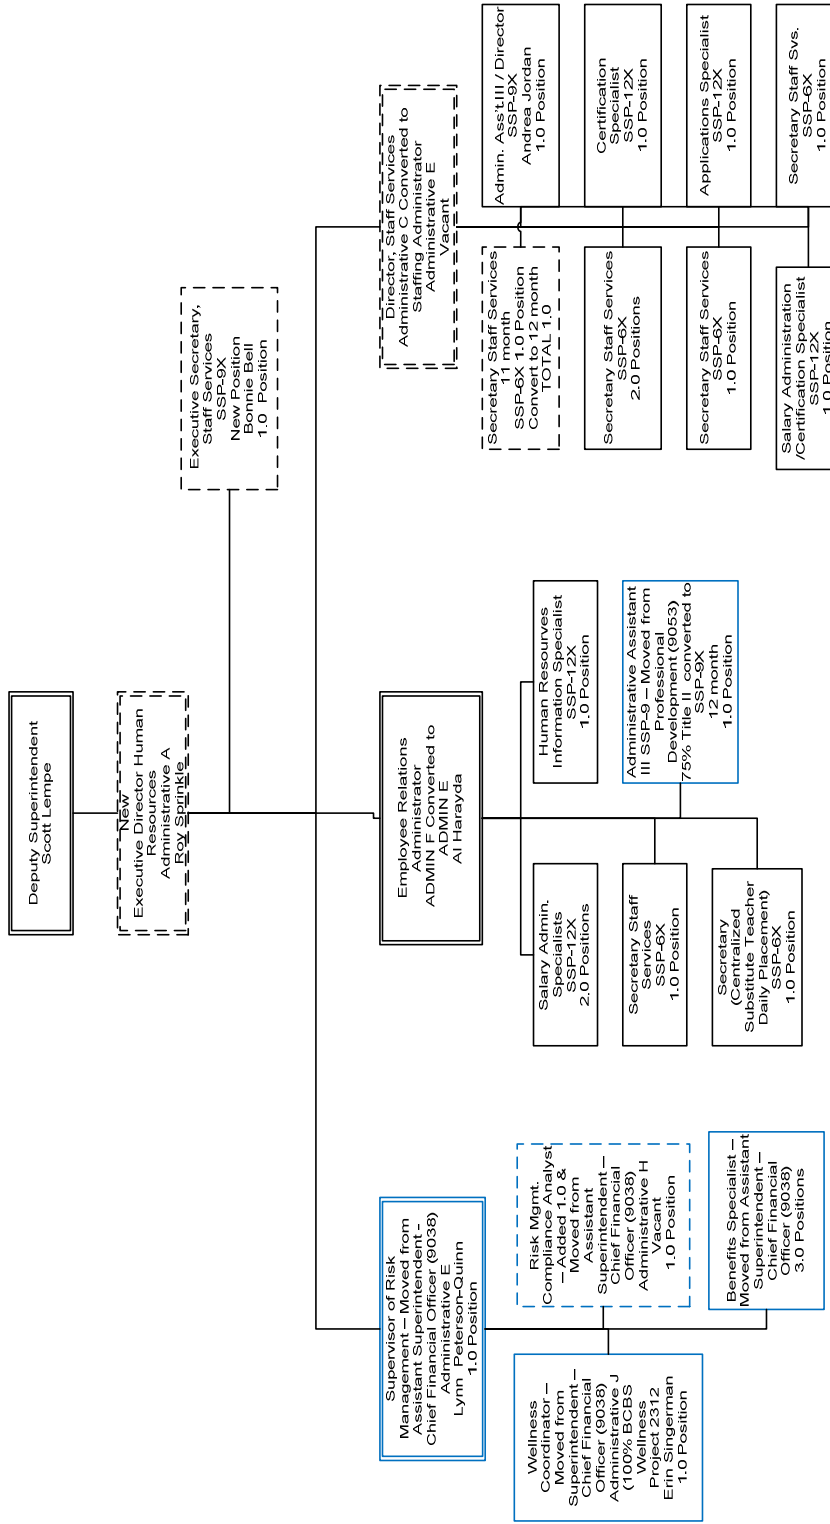 Deputy Superintendent
Scott Lempe
New
Executive Director Human
Resources
Administrative A
Roy Sprinkle
Executive Secretary,
Staff Services
SSP-9X
New Position
Bonnie Bell
1.0 Position
Supervisor of Risk
Management – Moved from
Assistant Superintendent –
Chief Financial Officer (9038)
Administrative E
Lynn Peterson-Quinn
1.0 Position
Wellness
Coordinator –
Moved from
Superintendent –
Chief Financial
Officer (9038)
Administrative J
(100% BCBS
Wellness
Project 2312
Erin Singerman
1.0 Position
Risk Mgmt.
Compliance Analyst
– Added 1.0 &
Moved from
Assistant
Superintendent –
Chief Financial
Officer (9038)
Administrative H
Vacant
1.0 Position
Benefits Specialist –
Moved from Assistant
Superintendent –
Chief Financial
Officer (9038)
3.0 Positions
Employee Relations
Administrator
ADMIN F Converted to
ADMIN E
Al Harayda
Salary Admin.
Specialists
SSP-12X
2.0 Positions
Human Resourves
Information Specialist
SSP-12X
1.0 Position
Secretary Staff
Services
SSP-6X
1.0 Position
Administrative Assistant
III SSP-9 – Moved from
Professional
Development (9053)
75% Title II converted to
SSP-9X
12 month
1.0 Position
Secretary
(Centralized
Substitute Teacher
Daily Placement)
SSP-6X
1.0 Position
Director, Staff Services
Administrative C Converted to
Staffing Administrator
Administrative E
Vacant
Secretary Staff Services
11 month
SSP-6X 1.0 Position
Convert to 12 month
TOTAL 1.0
Admin. Ass't.III / Director
SSP-9X
Andrea Jordan
1.0 Position
Secretary Staff Services
SSP-6X
2.0 Positions
Certification
Specialist
SSP-12X
1.0 Position
Secretary Staff Services
SSP-6X
1.0 Position
Applications Specialist
SSP-12X
1.0 Position
Salary Administration
/Certification Specialist
SSP-12X
1.0 Position
Secretary Staff Svs.
SSP-6X
1.0 Position